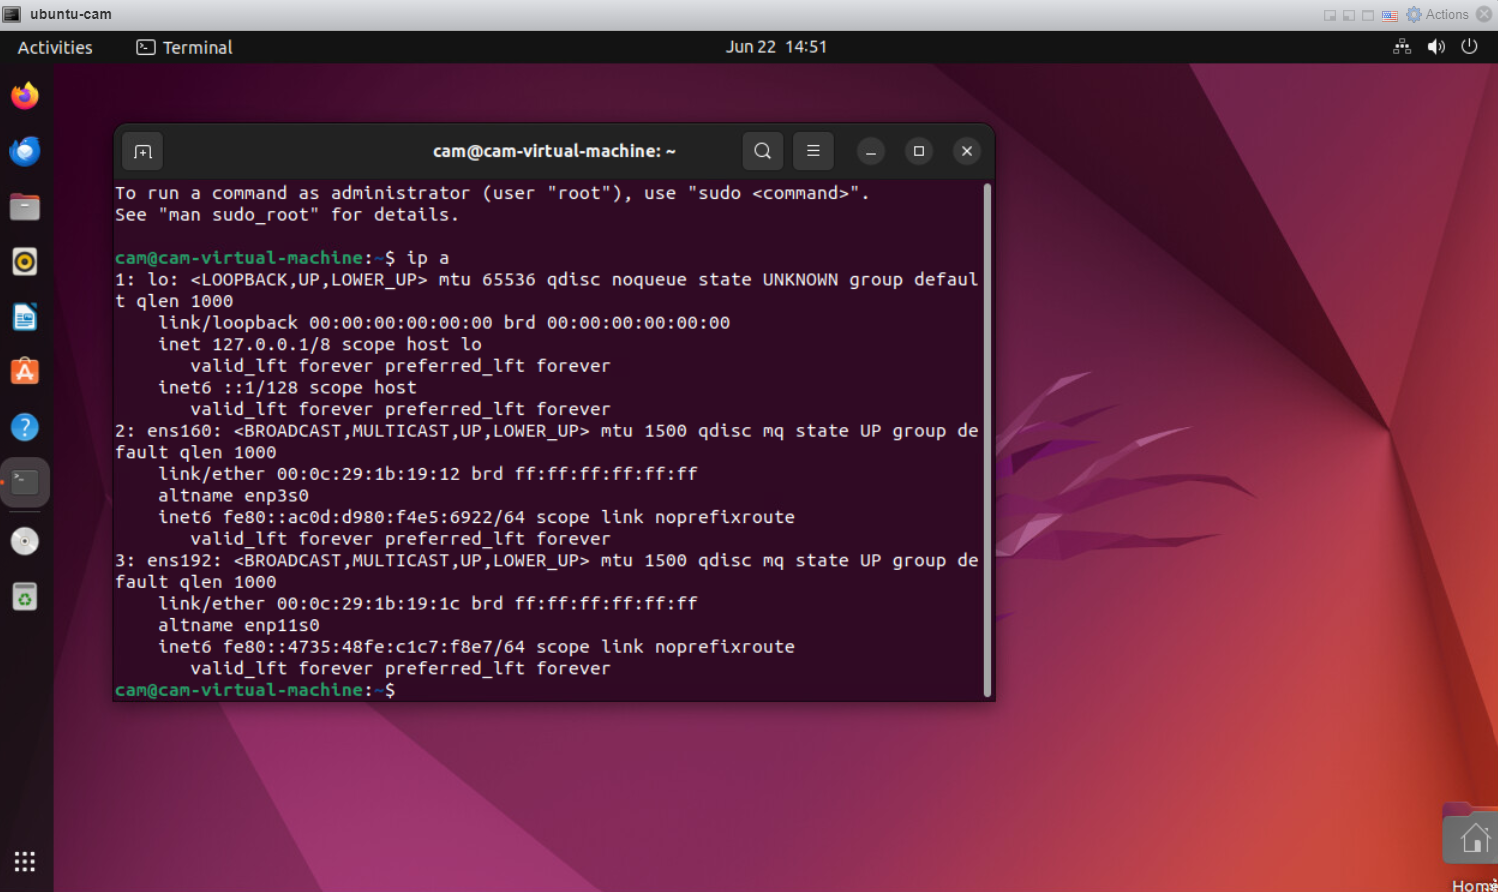 ubuntu-cam
Actions
Activities
Terminal
Jun 22 14:51
cam@cam-virtual-machine: ~
To run a command as administrator (user "root"), use "sudo <command>".
See "man sudo_root" for details.
cam@cam-virtual-machine:~$ ip a
1: lo: <LOOPBACK,UP,LOWER_UP> mtu 65536 qdisc noqueue state UNKNOWN group defaul
t qlen 1000
link/loopback 00:00:00:00:00:00 brd 00:00:00:00:00:00
inet 127.0.0.1/8 scope host lo
valid_lft forever preferred_lft forever
inet6 ::1/128 scope host
valid_lft forever preferred_lft forever
2: ens160: <BROADCAST,MULTICAST,UP,LOWER_UP> mtu 1500 qdisc mq state UP group de
fault qlen 1000
link/ether 00:0c:29:1b:19:12 brd ff:ff:ff:ff:ff:ff
altname enp3s0
inet6 fe80::ac0d:d980:f4e5:6922/64 scope link noprefixroute
valid_lft forever preferred_lft forever
3: ens192: <BROADCAST,MULTICAST,UP,LOWER_UP> mtu 1500 qdisc mq state UP group de
fault qlen 1000
link/ether 00:0c:29:1b:19:1c brd ff:ff:ff:ff:ff:ff
altname enp11s0
inet6 fe80::4735:48fe:c1c7:f8e7/64 scope link noprefixroute
valid_lft forever preferred_lft forever
cam@cam-virtual-machine:~$
Home